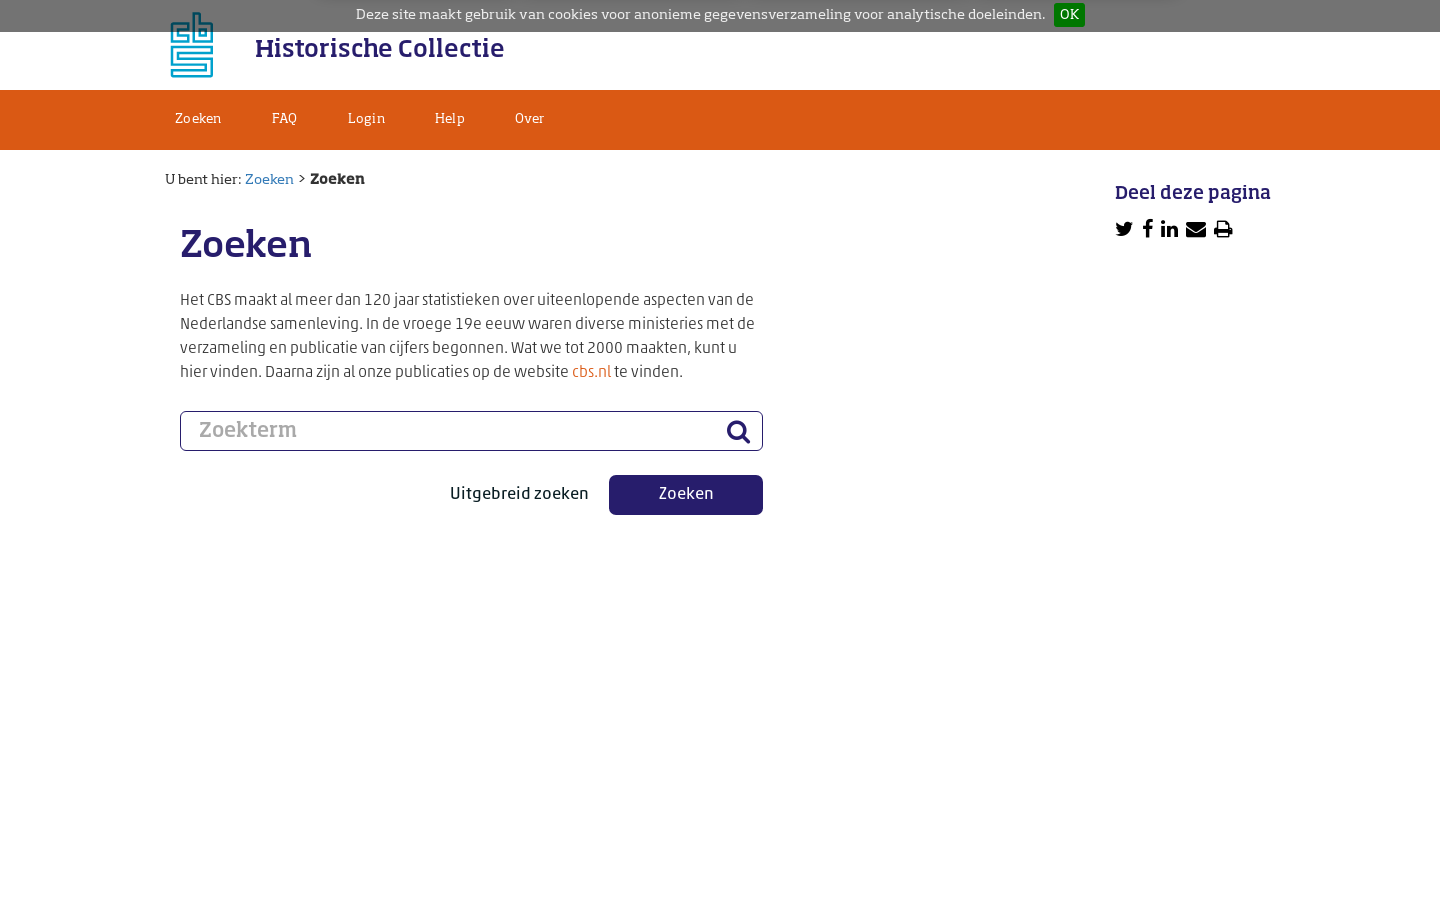 Deze site maakt gebruik van cookies voor anonieme gegevensverzameling voor analytische doeleinden. OK
Historische Collectie
Zoeken FAQ Login Help Over
U bent hier: Zoeken > Zoeken
Deel deze pagina
Zoeken
Het CBS maakt al meer dan 120 jaar statistieken over uiteenlopende aspecten van de
Nederlandse samenleving. In de vroege 19e eeuw waren diverse ministeries met de
verzameling en publicatie van cijfers begonnen. Wat we tot 2000 maakten, kunt u
hier vinden. Daarna zijn al onze publicaties op de website cbs.nl te vinden.
Zoekterm
Uitgebreid zoeken Zoeken